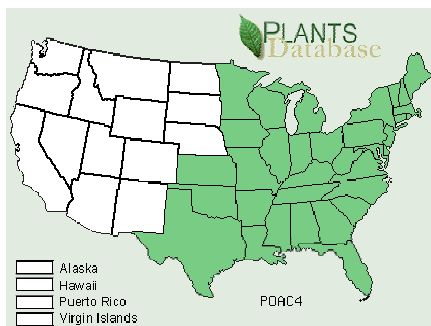 PLANTS
Database
Alaska
Hawaii
Puerto Rico
Virgin Islands
POAC4